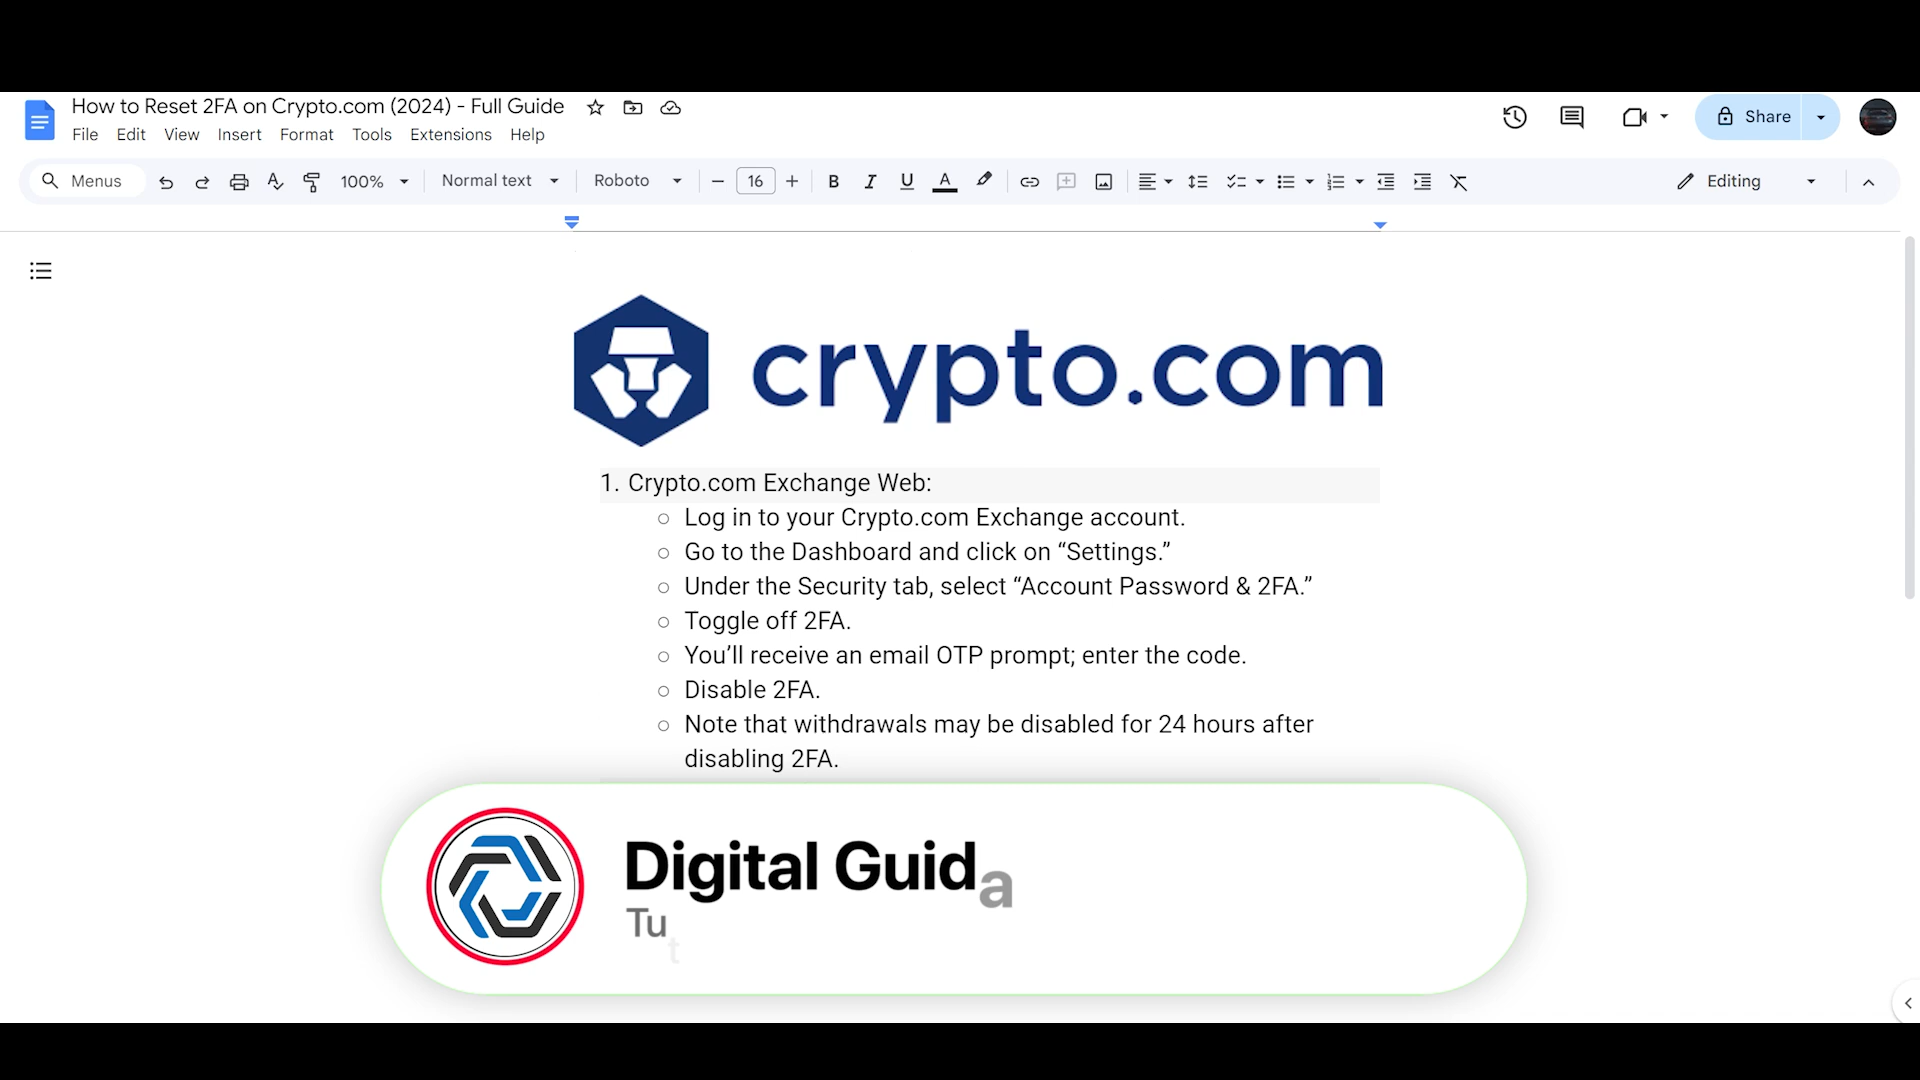 How to Reset 2FA on Crypto.com (2024) - Full Guide
File Edit View Insert Format Tools Extensions Help
Share
Menus
100%
Normal text
Roboto
16
B I U A
Editing
crypto.com
1. Crypto.com Exchange Web:
○ Log in to your Crypto.com Exchange account.
○ Go to the Dashboard and click on “Settings.”
○ Under the Security tab, select “Account Password & 2FA.”
○ Toggle off 2FA.
○ You’ll receive an email OTP prompt; enter the code.
○ Disable 2FA.
○ Note that withdrawals may be disabled for 24 hours after
disabling 2FA.
Digital Guida
Tut